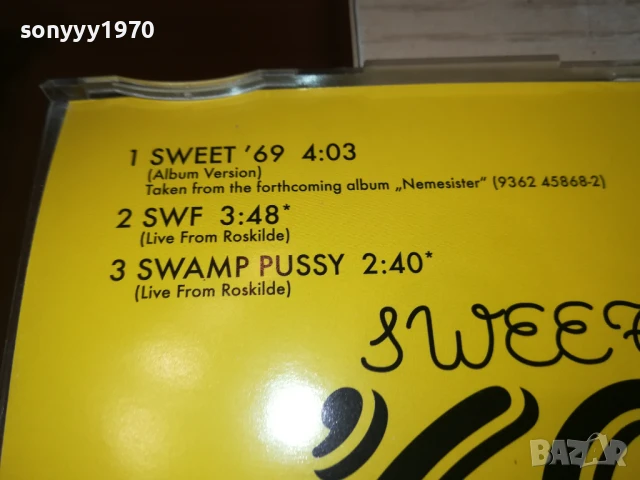 sonyyy1970
1 SWEET '69 4:03
(Album Version)
Taken from the forthcoming album „Nemesister" (9362 45868-2)
2 SWF 3:48*
(Live From Roskilde)
3 SWAMP PUSSY 2:40*
(Live From Roskilde)
SWEET
BAZAR